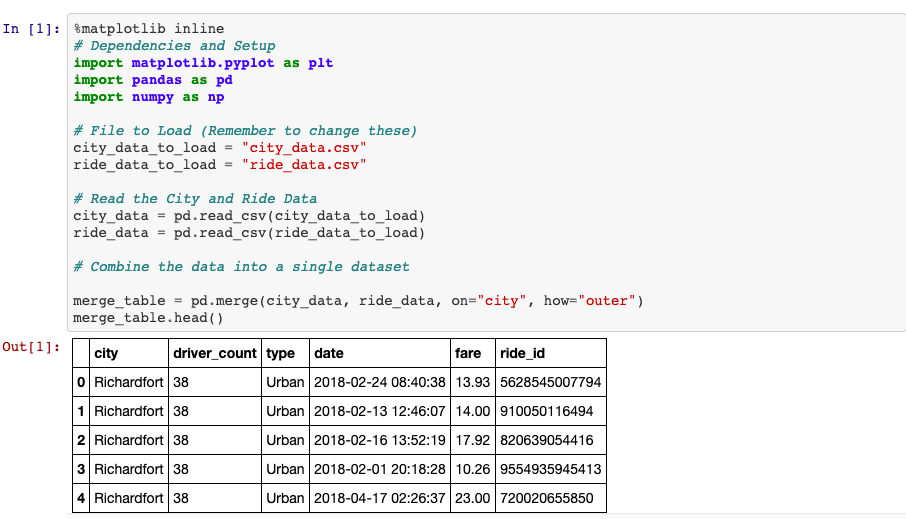 In [1]: %matplotlib inline
# Dependencies and Setup
import matplotlib.pyplot as plt
import pandas as pd
import numpy as np
# File to Load (Remember to change these)
city_data_to_load = "city_data.csv"
ride_data_to_load = "ride_data.csv"
# Read the City and Ride Data
city_data = pd.read_csv(city_data_to_load)
ride_data = pd.read_csv(ride_data_to_load)
# Combine the data into a single dataset
merge_table = pd.merge(city_data, ride_data, on="city", how="outer")
merge_table.head()
Out[1]:
city driver_count type date fare ride_id
0 Richardfort 38 Urban 2018-02-24 08:40:38 13.93 5628545007794
1 Richardfort 38 Urban 2018-02-13 12:46:07 14.00 910050116494
2 Richardfort 38 Urban 2018-02-16 13:52:19 17.92 820639054416
3 Richardfort 38 Urban 2018-02-01 20:18:28 10.26 9554935945413
4 Richardfort 38 Urban 2018-04-17 02:26:37 23.00 720020655850